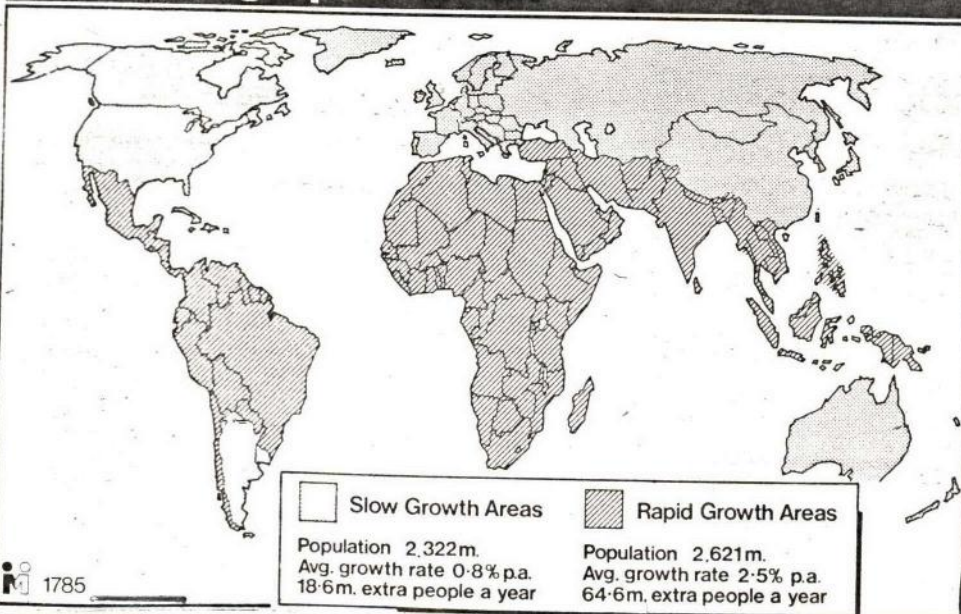 Slow Growth Areas
Population 2,322m.
Avg. growth rate 0·8% p.a.
18·6m. extra people a year
Rapid Growth Areas
Population 2,621m.
Avg. growth rate 2·5% p.a.
64·6m. extra people a year
1785